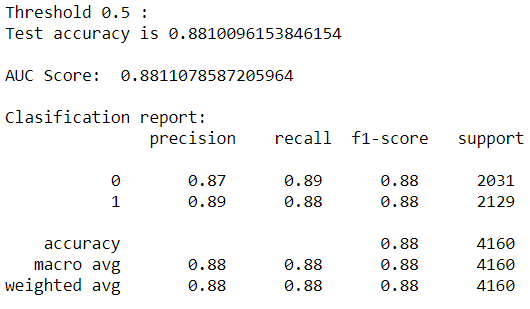 Threshold 0.5 :
Test accuracy is 0.8810096153846154
AUC Score:  0.8811078587205964
Clasification report:
precision recall f1-score support
0 0.87 0.89 0.88 2031
1 0.89 0.88 0.88 2129
accuracy 0.88 4160
macro avg 0.88 0.88 0.88 4160
weighted avg 0.88 0.88 0.88 4160